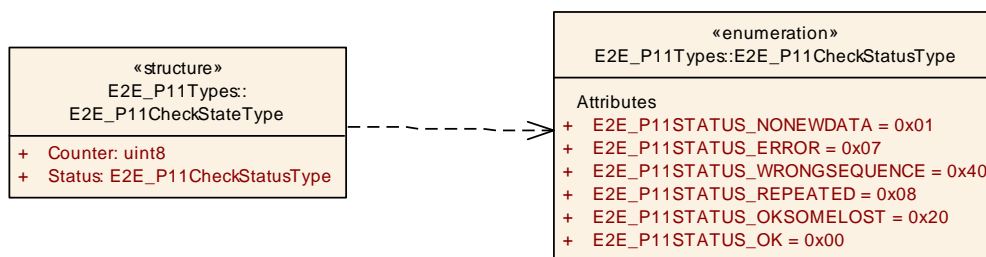 «structure»
E2E_P11Types::
E2E_P11CheckStateType
+ Counter: uint8
+ Status: E2E_P11CheckStatusType
«enumeration»
E2E_P11Types::E2E_P11CheckStatusType
Attributes
+ E2E_P11STATUS_NONEWDATA = 0x01
+ E2E_P11STATUS_ERROR = 0x07
+ E2E_P11STATUS_WRONGSEQUENCE = 0x40
+ E2E_P11STATUS_REPEATED = 0x08
+ E2E_P11STATUS_OKSOMELOST = 0x20
+ E2E_P11STATUS_OK = 0x00